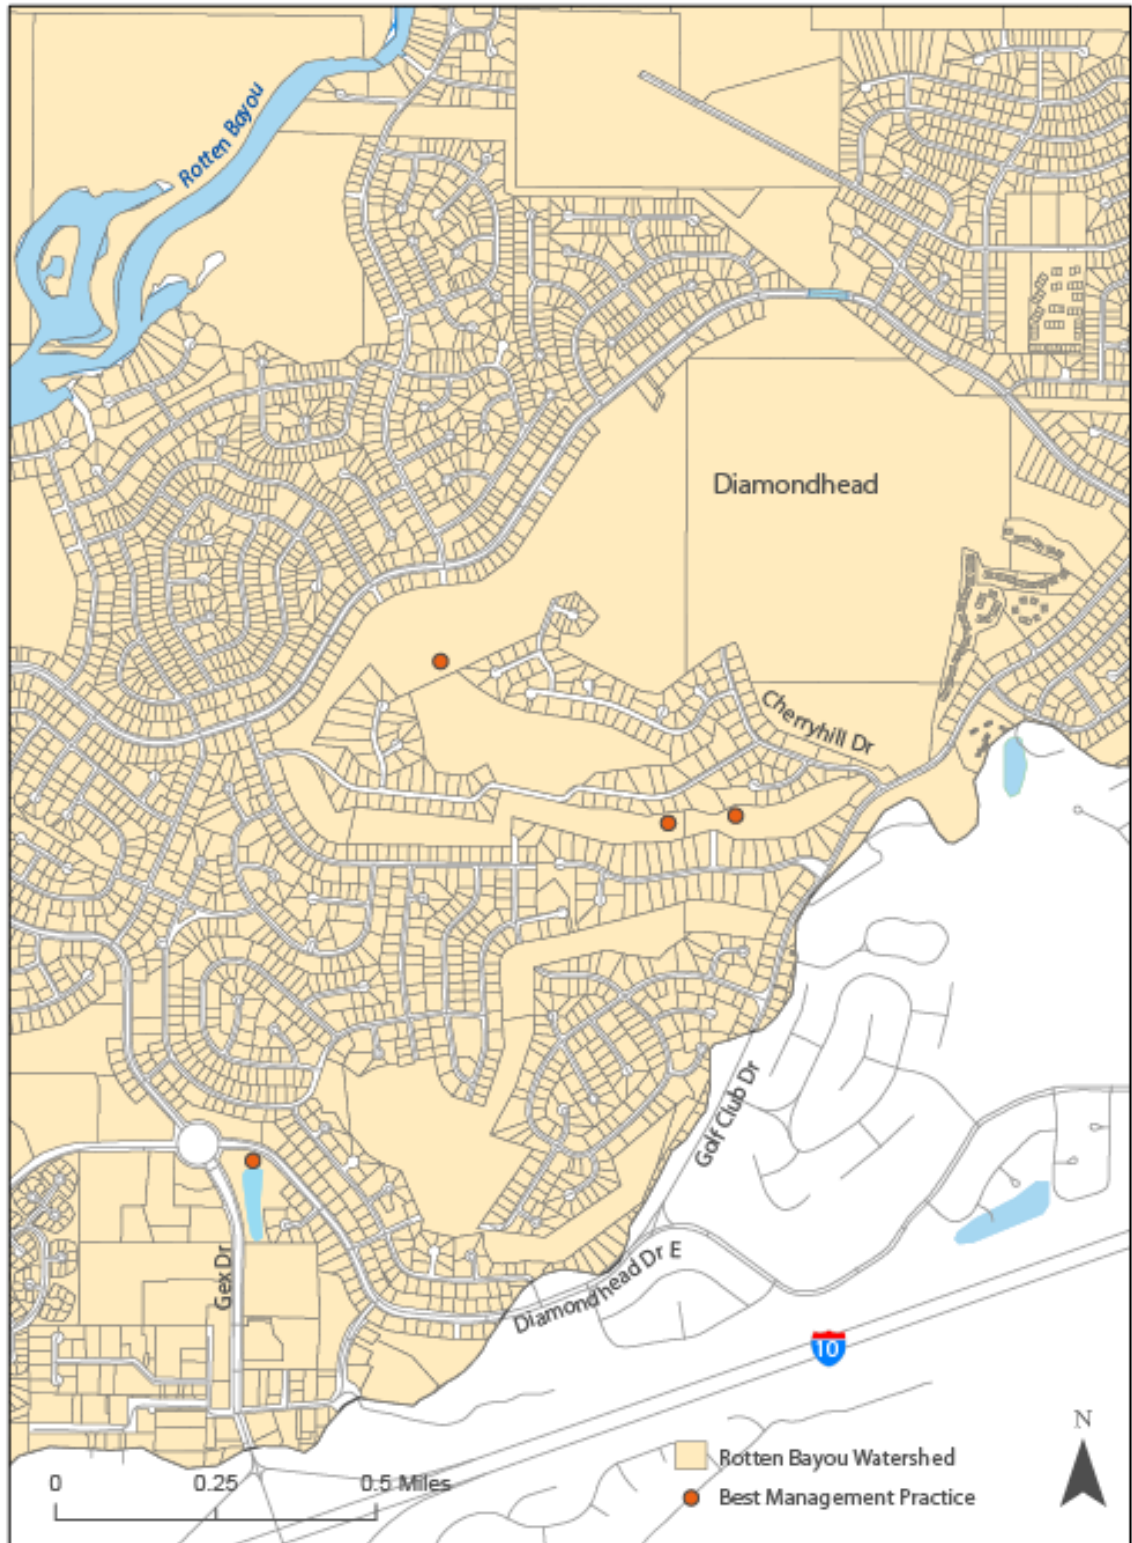 Rotten Bayou
Diamondhead
Cherryhill Dr
Golf Club Dr
Gex Dr
Diamondhead Dr E
10
N
Rotten Bayou Watershed
0 0.25 0.5 Miles
Best Management Practice